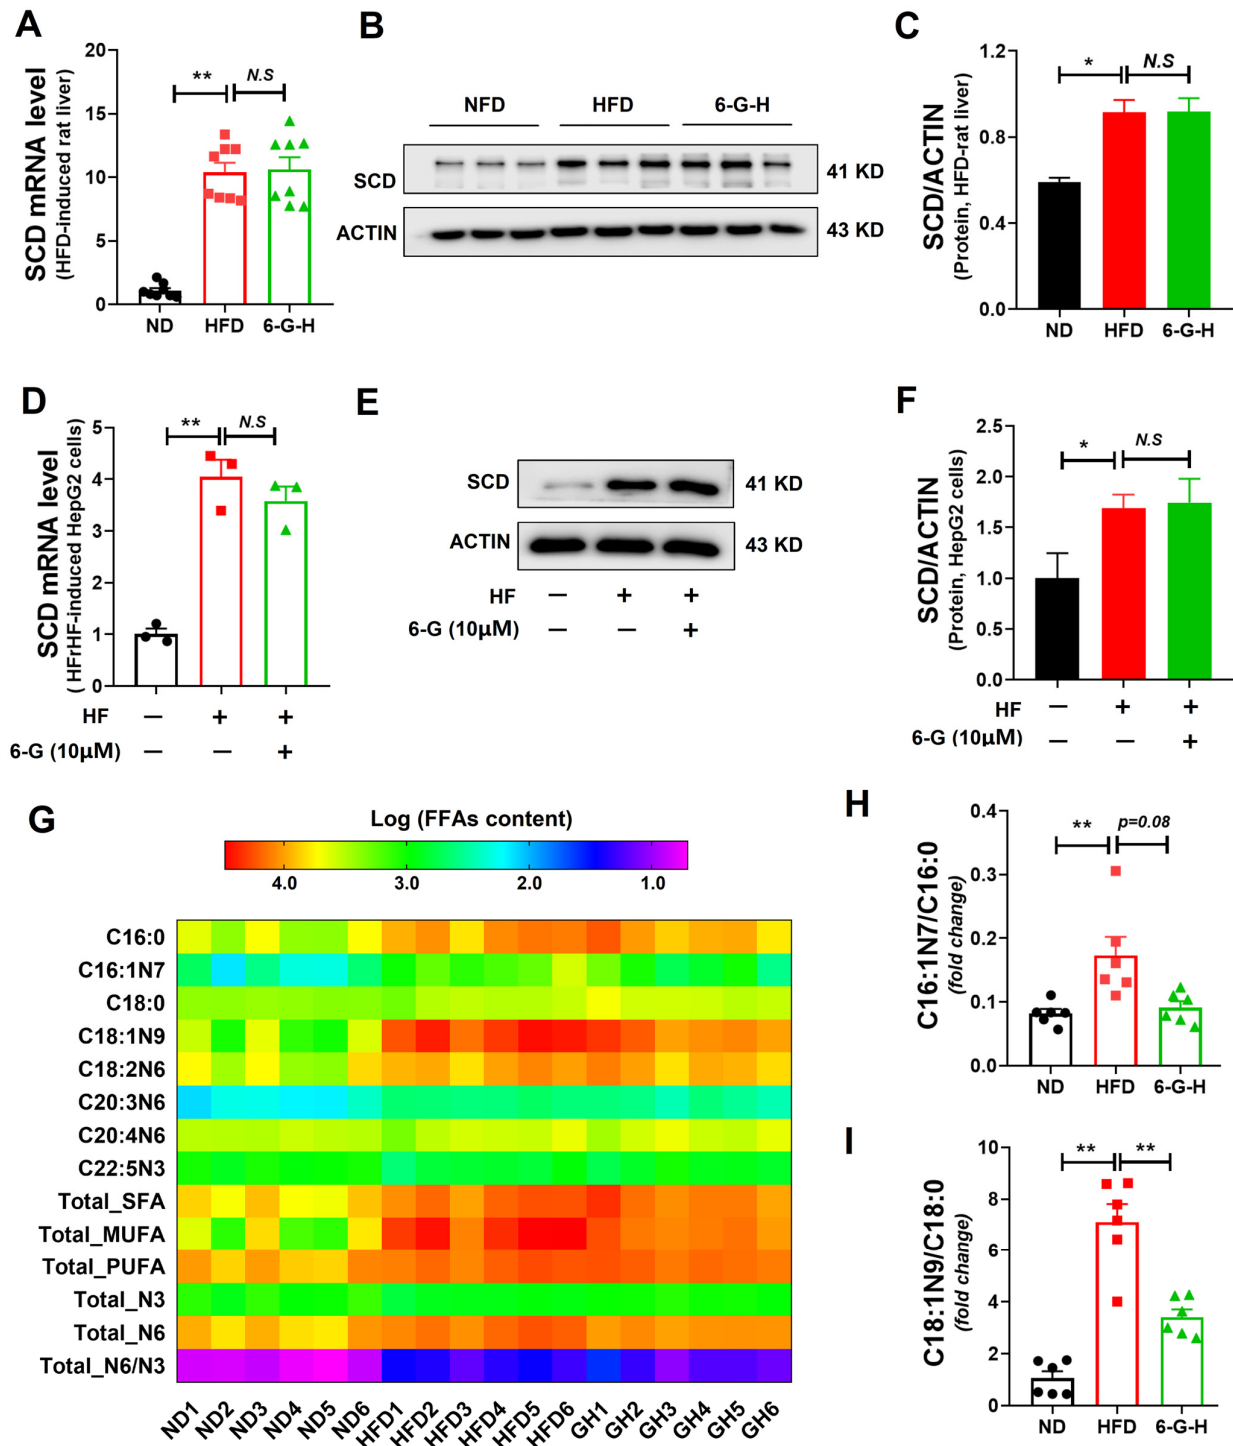 A
SCD mRNA level
(HFD-induced rat liver)
20
15
10
5
0
**
N.S
ND
HFD
6-G-H
B
NFD
HFD
6-G-H
SCD
41 KD
ACTIN
43 KD
C
SCD/ACTIN
(Protein, HFD-rat liver)
1.2
0.8
0.4
0.0
*
N.S
ND
HFD
6-G-H
D
SCD mRNA level
( HFrHF-induced HepG2 cells)
5
4
3
2
1
0
**
N.S
HF
— + +
6-G (10μM)
— — +
E
SCD
41 KD
ACTIN
43 KD
HF
— + +
6-G (10μM)
— — +
F
SCD/ACTIN
(Protein, HepG2 cells)
2.5
2.0
1.5
1.0
0.5
0.0
*
N.S
HF
— + +
6-G (10μM)
— — +
G
Log (FFAs content)
4.0
3.0
2.0
1.0
C16:0
C16:1N7
C18:0
C18:1N9
C18:2N6
C20:3N6
C20:4N6
C22:5N3
Total_SFA
Total_MUFA
Total_PUFA
Total_N3
Total_N6
Total_N6/N3
ND1
ND2
ND3
ND4
ND5
ND6
HFD1
HFD2
HFD3
HFD4
HFD5
HFD6
GH1
GH2
GH3
GH4
GH5
GH6
H
C16:1N7/C16:0
(fold change)
0.4
0.3
0.2
0.1
0.0
**
p=0.08
ND
HFD
6-G-H
I
C18:1N9/C18:0
(fold change)
10
8
6
4
2
0
**
**
ND
HFD
6-G-H